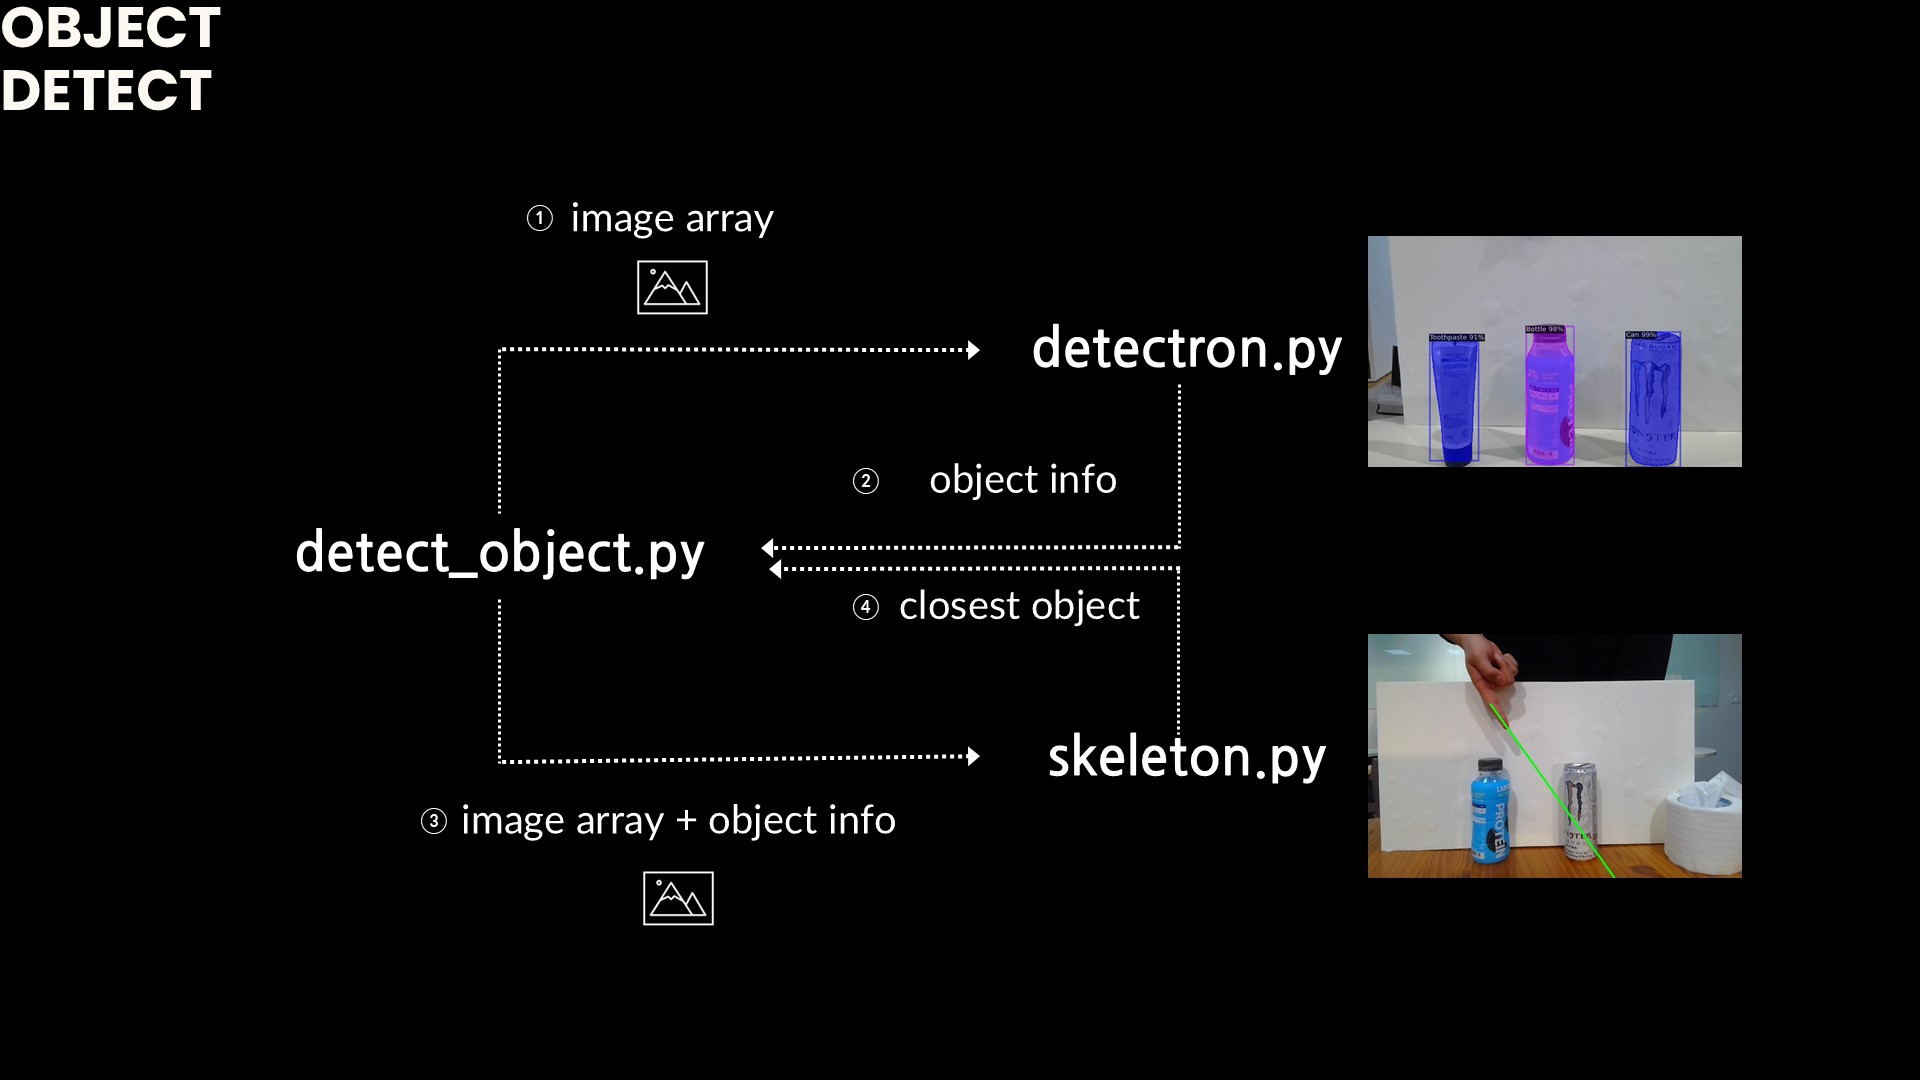 OBJECT
DETECT
① image array
detectron.py
Toothpaste 91%
Bottle 98%
Can 99%
② object info
detect_object.py
④ closest object
skeleton.py
PROTEIN
③ image array + object info